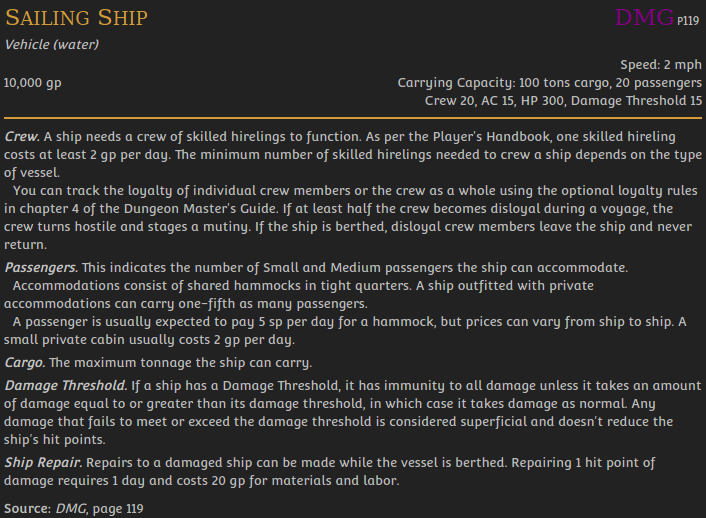 Sailing Ship DMG P119
Vehicle (water)
Speed: 2 mph
10,000 gp Carrying Capacity: 100 tons cargo, 20 passengers
Crew 20, AC 15, HP 300, Damage Threshold 15
Crew. A ship needs a crew of skilled hirelings to function. As per the Player's Handbook, one skilled hireling
costs at least 2 gp per day. The minimum number of skilled hirelings needed to crew a ship depends on the type
of vessel.
You can track the loyalty of individual crew members or the crew as a whole using the optional loyalty rules
in chapter 4 of the Dungeon Master's Guide. If at least half the crew becomes disloyal during a voyage, the
crew turns hostile and stages a mutiny. If the ship is berthed, disloyal crew members leave the ship and never
return.
Passengers. This indicates the number of Small and Medium passengers the ship can accommodate.
Accommodations consist of shared hammocks in tight quarters. A ship outfitted with private
accommodations can carry one-fifth as many passengers.
A passenger is usually expected to pay 5 sp per day for a hammock, but prices can vary from ship to ship. A
small private cabin usually costs 2 gp per day.
Cargo. The maximum tonnage the ship can carry.
Damage Threshold. If a ship has a Damage Threshold, it has immunity to all damage unless it takes an amount
of damage equal to or greater than its damage threshold, in which case it takes damage as normal. Any
damage that fails to meet or exceed the damage threshold is considered superficial and doesn't reduce the
ship's hit points.
Ship Repair. Repairs to a damaged ship can be made while the vessel is berthed. Repairing 1 hit point of
damage requires 1 day and costs 20 gp for materials and labor.
Source: DMG, page 119